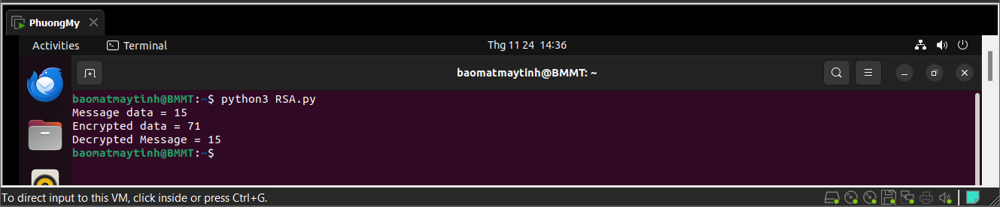 PhuongMy
Activities Terminal Thg 11 24 14:36
baomatmaytinh@BMMT: ~
baomatmaytinh@BMMT:~$ python3 RSA.py
Message data = 15
Encrypted data = 71
Decrypted Message = 15
baomatmaytinh@BMMT:~$
To direct input to this VM, click inside or press Ctrl+G.